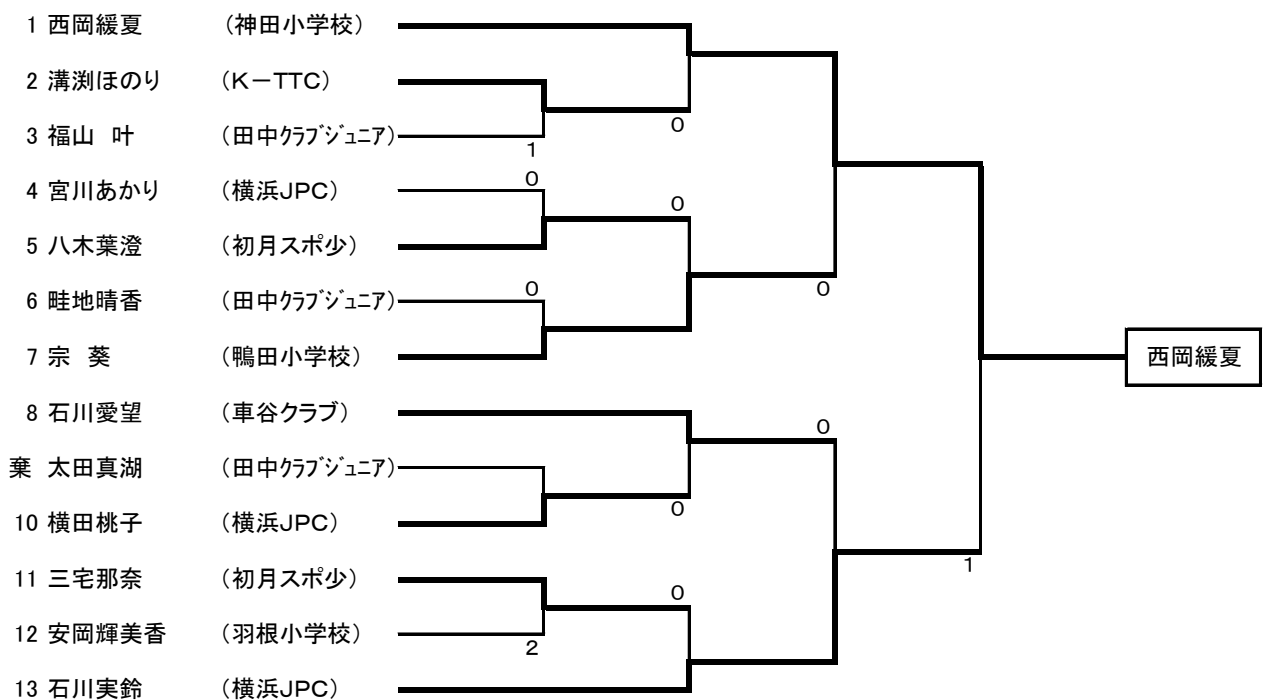 1 西岡緩夏 (神田小学校)
2 溝渕ほのり (K-TTC)
0
3 福山 叶 (田中クラブジュニア)
1
0
4 宮川あかり (横浜JPC)
0
5 八木葉澄 (初月スポ少)
0
0
6 畦地晴香 (田中クラブジュニア)
7 宗 葵 (鴨田小学校)
西岡緩夏
8 石川愛望 (車谷クラブ)
0
棄 太田真湖 (田中クラブジュニア)
0
10 横田桃子 (横浜JPC)
1
11 三宅那奈 (初月スポ少)
0
12 安岡輝美香 (羽根小学校)
2
13 石川実鈴 (横浜JPC)